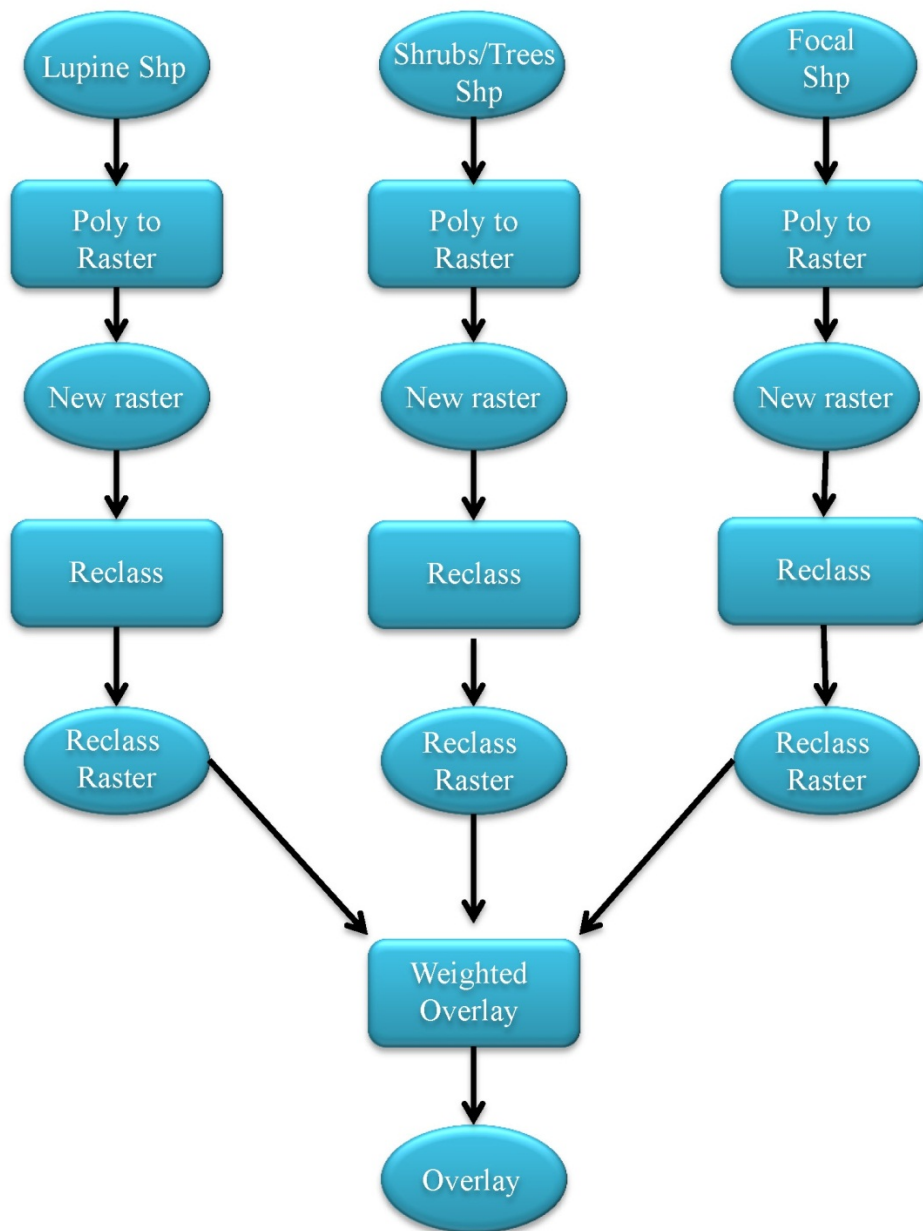 Lupine Shp
Shrubs/Trees
Shp
Focal
Shp
Poly to
Raster
Poly to
Raster
Poly to
Raster
New raster
New raster
New raster
Reclass
Reclass
Reclass
Reclass
Raster
Reclass
Raster
Reclass
Raster
Weighted
Overlay
Overlay